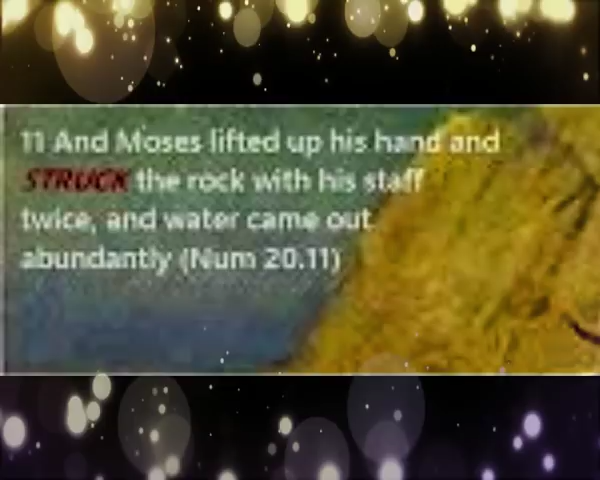 11 And Moses lifted up his hand and
STRUCK the rock with his staff
twice, and water came out
abundantly (Num 20.11)